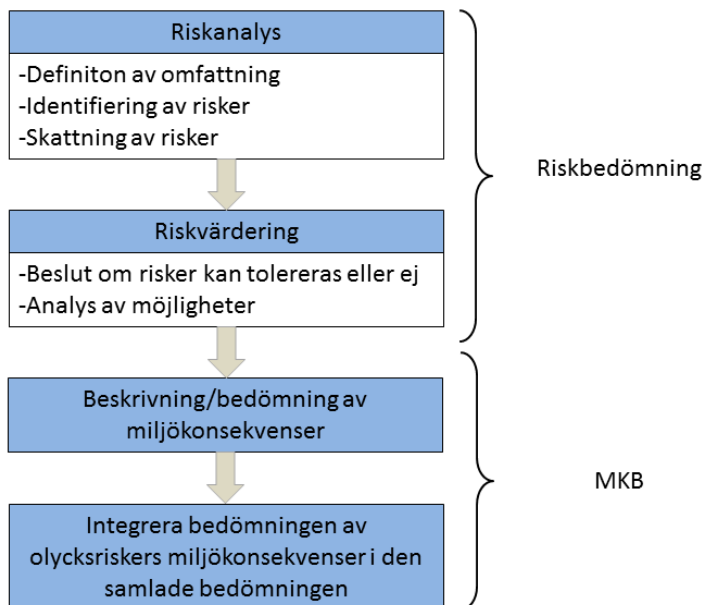 Riskanalys
-Definiton av omfattning
-Identifiering av risker
-Skattning av risker
Riskbedömning
Riskvärdering
-Beslut om risker kan tolereras eller ej
-Analys av möjligheter
Beskrivning/bedömning av
miljökonsekvenser
MKB
Integrera bedömningen av
olycksriskers miljökonsekvenser i den
samlade bedömningen